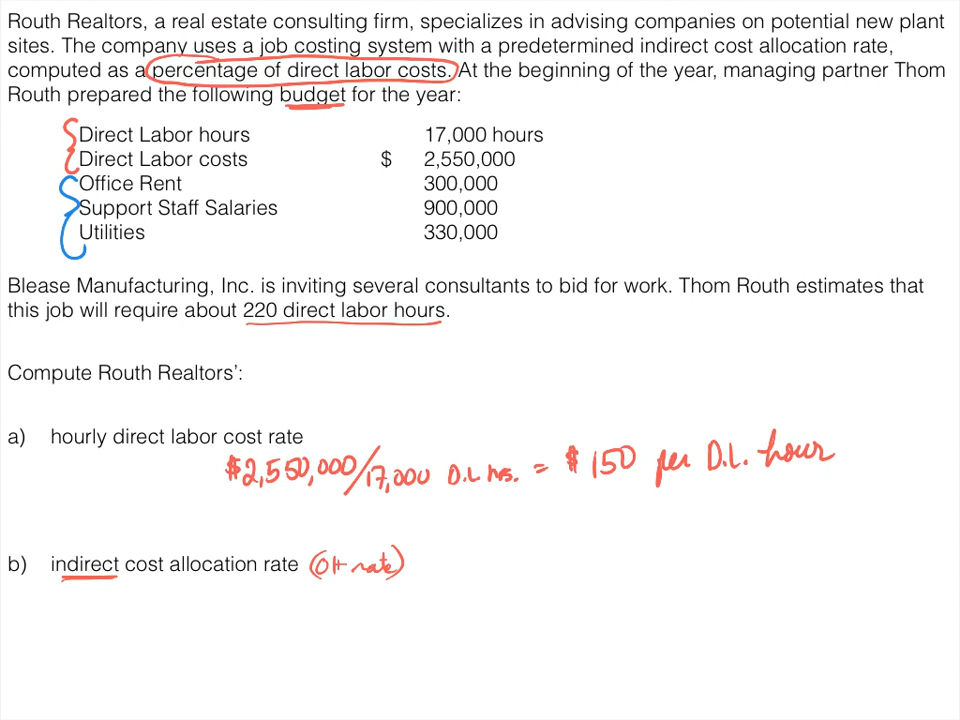 Routh Realtors, a real estate consulting firm, specializes in advising companies on potential new plant
sites. The company uses a job costing system with a predetermined indirect cost allocation rate,
computed as a percentage of direct labor costs. At the beginning of the year, managing partner Thom
Routh prepared the following budget for the year:
Direct Labor hours 17,000 hours
Direct Labor costs $ 2,550,000
Office Rent 300,000
Support Staff Salaries 900,000
Utilities 330,000
Blease Manufacturing, Inc. is inviting several consultants to bid for work. Thom Routh estimates that
this job will require about 220 direct labor hours.
Compute Routh Realtors’:
a) hourly direct labor cost rate
$2,550,000/17,000 D.L hrs. = $150 per D.L. hour
b) indirect cost allocation rate (OH rate)